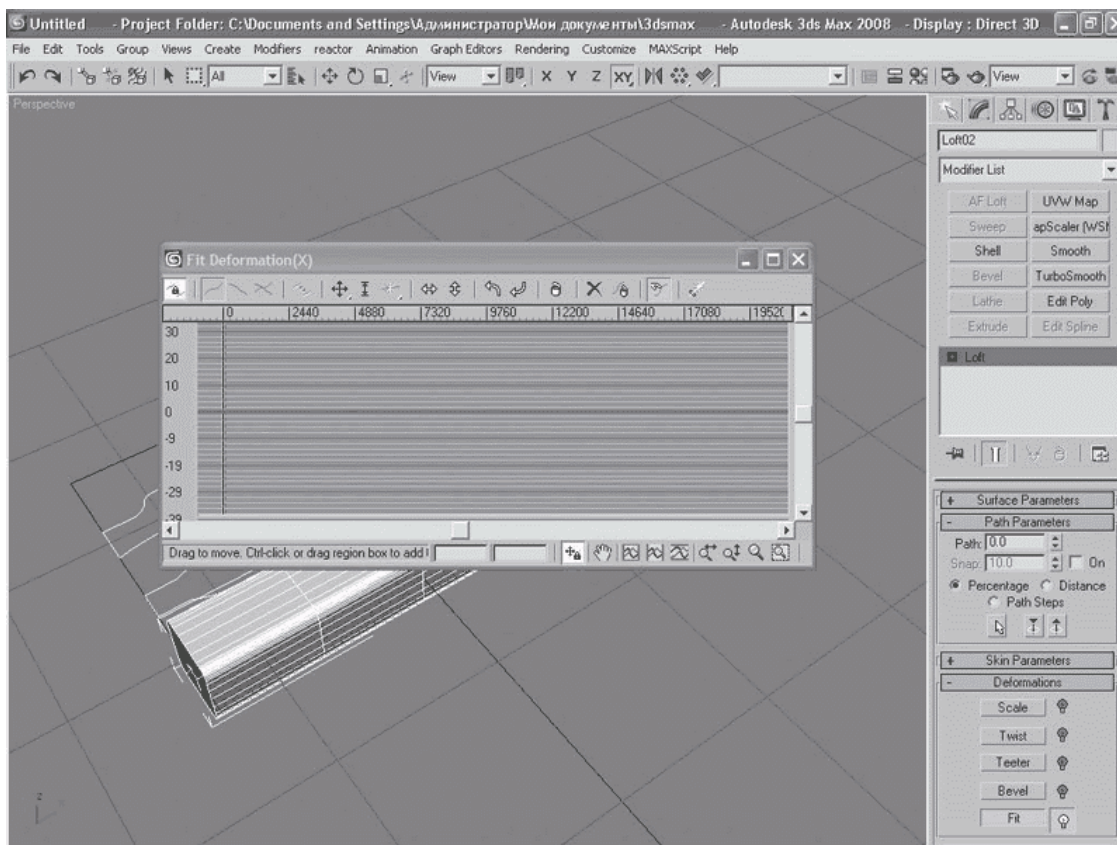 Untitled - Project Folder: C:\Documents and Settings\Администратор\Мои документы\3dsmax - Autodesk 3ds Max 2008 - Display : Direct 3D
File Edit Tools Group Views Create Modifiers reactor Animation Graph Editors Rendering Customize MAXScript Help
All View X Y Z XY View
Perspective
Loft02
Modifier List
AF Loft UVW Map
Sweep apScaler (WSM
Shell Smooth
Bevel TurboSmooth
Lathe Edit Poly
Extrude Edit Spline
Loft
Fit Deformation(X)
0 2440 4880 7320 9760 12200 14640 17080 1952(
30
20
10
0
-9
-19
-29
-39
Drag to move. Ctrl-click or drag region box to add
+ Surface Parameters
- Path Parameters
Path: 0.0
Snap: 10.0 On
Percentage Distance
Path Steps
+ Skin Parameters
- Deformations
Scale
Twist
Teeter
Bevel
Fit
z